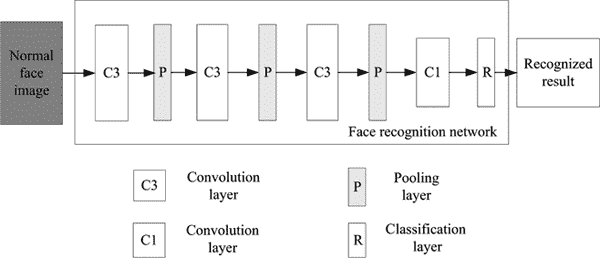 Normal
face
image
C3
P
C3
P
C3
P
C1
R
Recognized
result
Face recognition network
C3
Convolution
layer
P
Pooling
layer
C1
Convolution
layer
R
Classification
layer